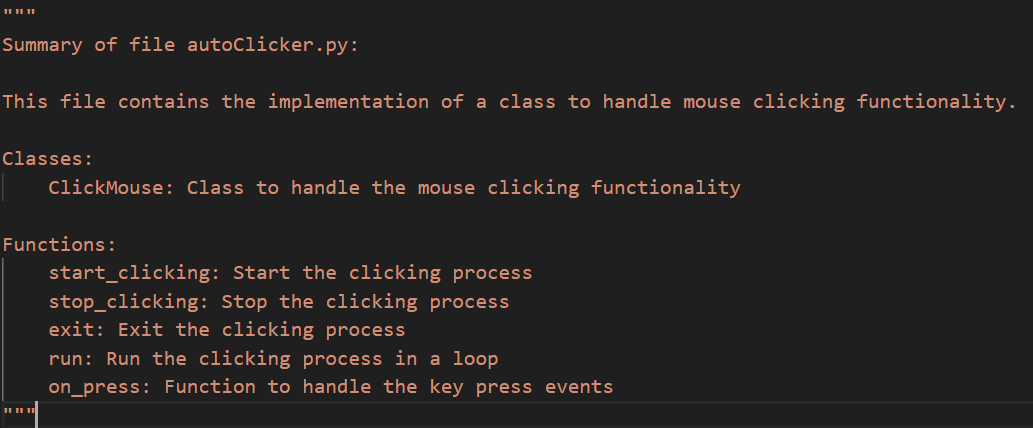 """
Summary of file autoClicker.py:
This file contains the implementation of a class to handle mouse clicking functionality.
Classes:
ClickMouse: Class to handle the mouse clicking functionality
Functions:
start_clicking: Start the clicking process
stop_clicking: Stop the clicking process
exit: Exit the clicking process
run: Run the clicking process in a loop
on_press: Function to handle the key press events
"""